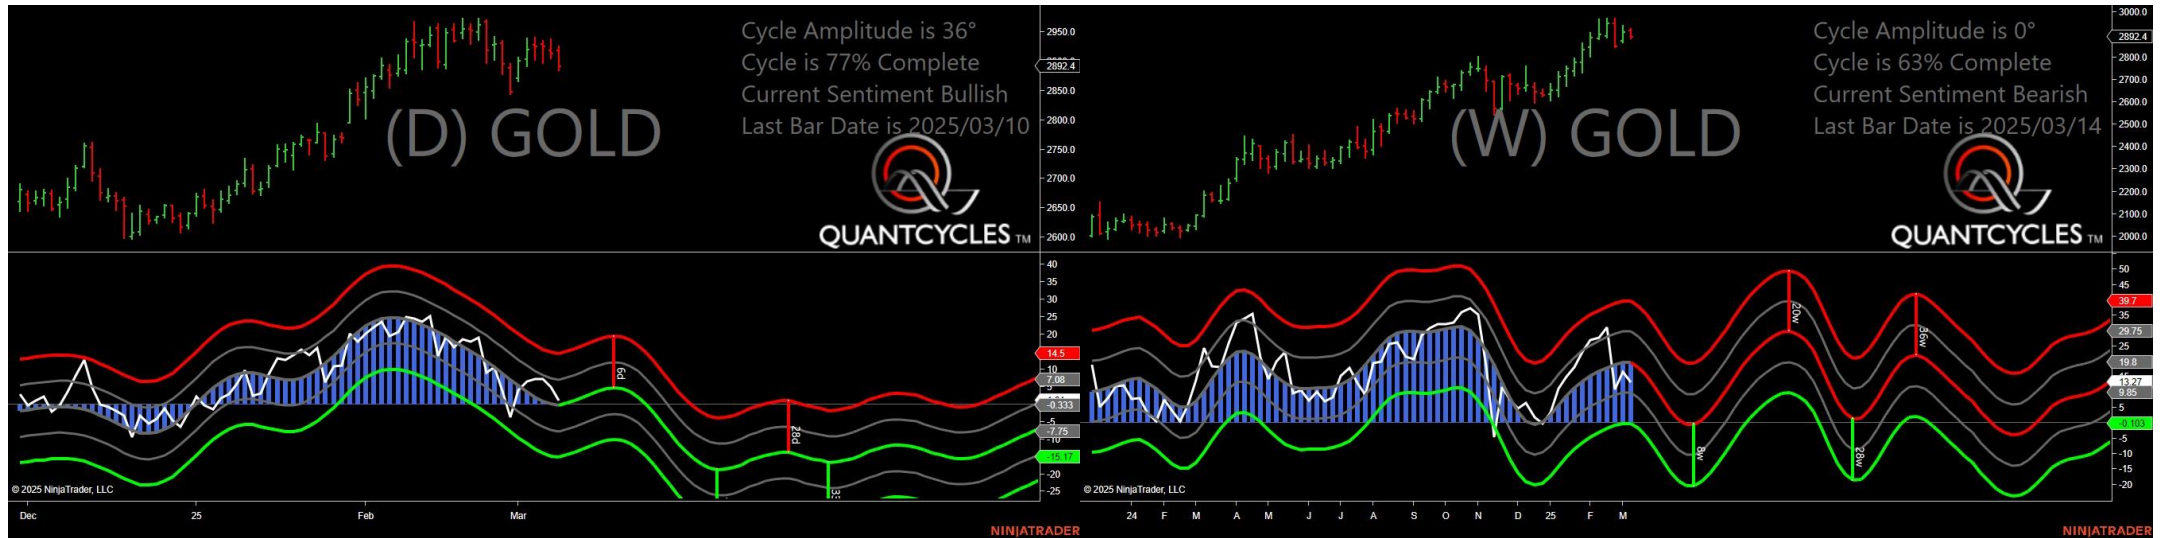 Cycle Amplitude is 36°
Cycle is 77% Complete
Current Sentiment Bullish
Last Bar Date is 2025/03/10
(D) GOLD
QUANTCYCLES TM
2950.0
2892.4
2850.0
2800.0
2750.0
2700.0
2650.0
2600.0
40
35
30
25
20
14.5
10
7.08
5
-0.333
-5
-7.75
-10
-15.17
-20
-25
6d
28d
© 2025 NinjaTrader, LLC
Dec
25
Feb
Mar
NINJATRADER
Cycle Amplitude is 0°
Cycle is 63% Complete
Current Sentiment Bearish
Last Bar Date is 2025/03/14
(W) GOLD
QUANTCYCLES TM
3000.0
2892.4
2800.0
2700.0
2600.0
2500.0
2400.0
2300.0
2200.0
2100.0
2000.0
50
45
39.7
35
29.75
25
19.8
13.27
9.85
5
-0.103
-5
-10
-15
-20
8w
20w
28w
36w
© 2025 NinjaTrader, LLC
24
F
M
A
M
J
J
A
S
O
N
D
25
F
M
NINJATRADER